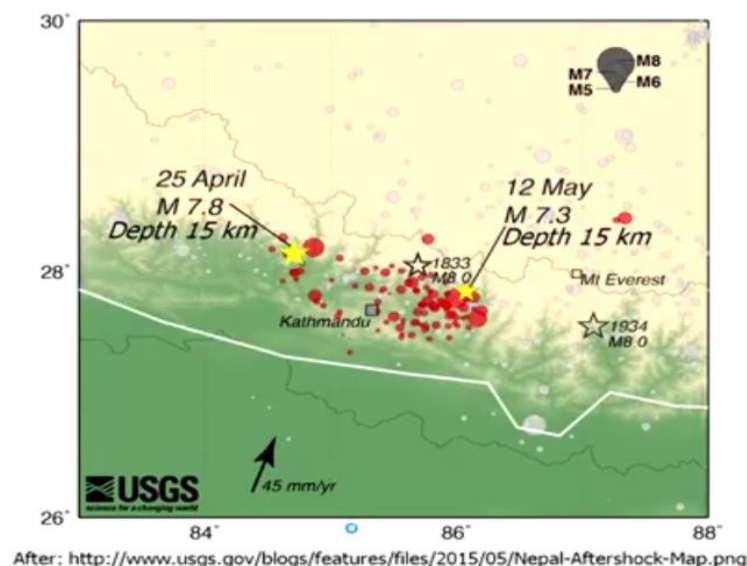 30°
M8
M7
M6
M5
25 April
M 7.8
Depth 15 km
12 May
M 7.3
Depth 15 km
28°
1833
M8 0
Mt Everest
Kathmandu
1934
M8 0
45 mm/yr
USGS
science for a changing world
26°
84°
86°
88°
After: http://www.usgs.gov/blogs/features/files/2015/05/Nepal-Aftershock-Map.png